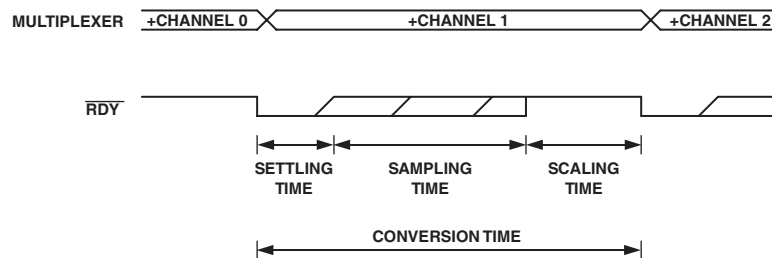 MULTIPLEXER +CHANNEL 0 +CHANNEL 1 +CHANNEL 2
RDY
SETTLING TIME
SAMPLING TIME
SCALING TIME
CONVERSION TIME